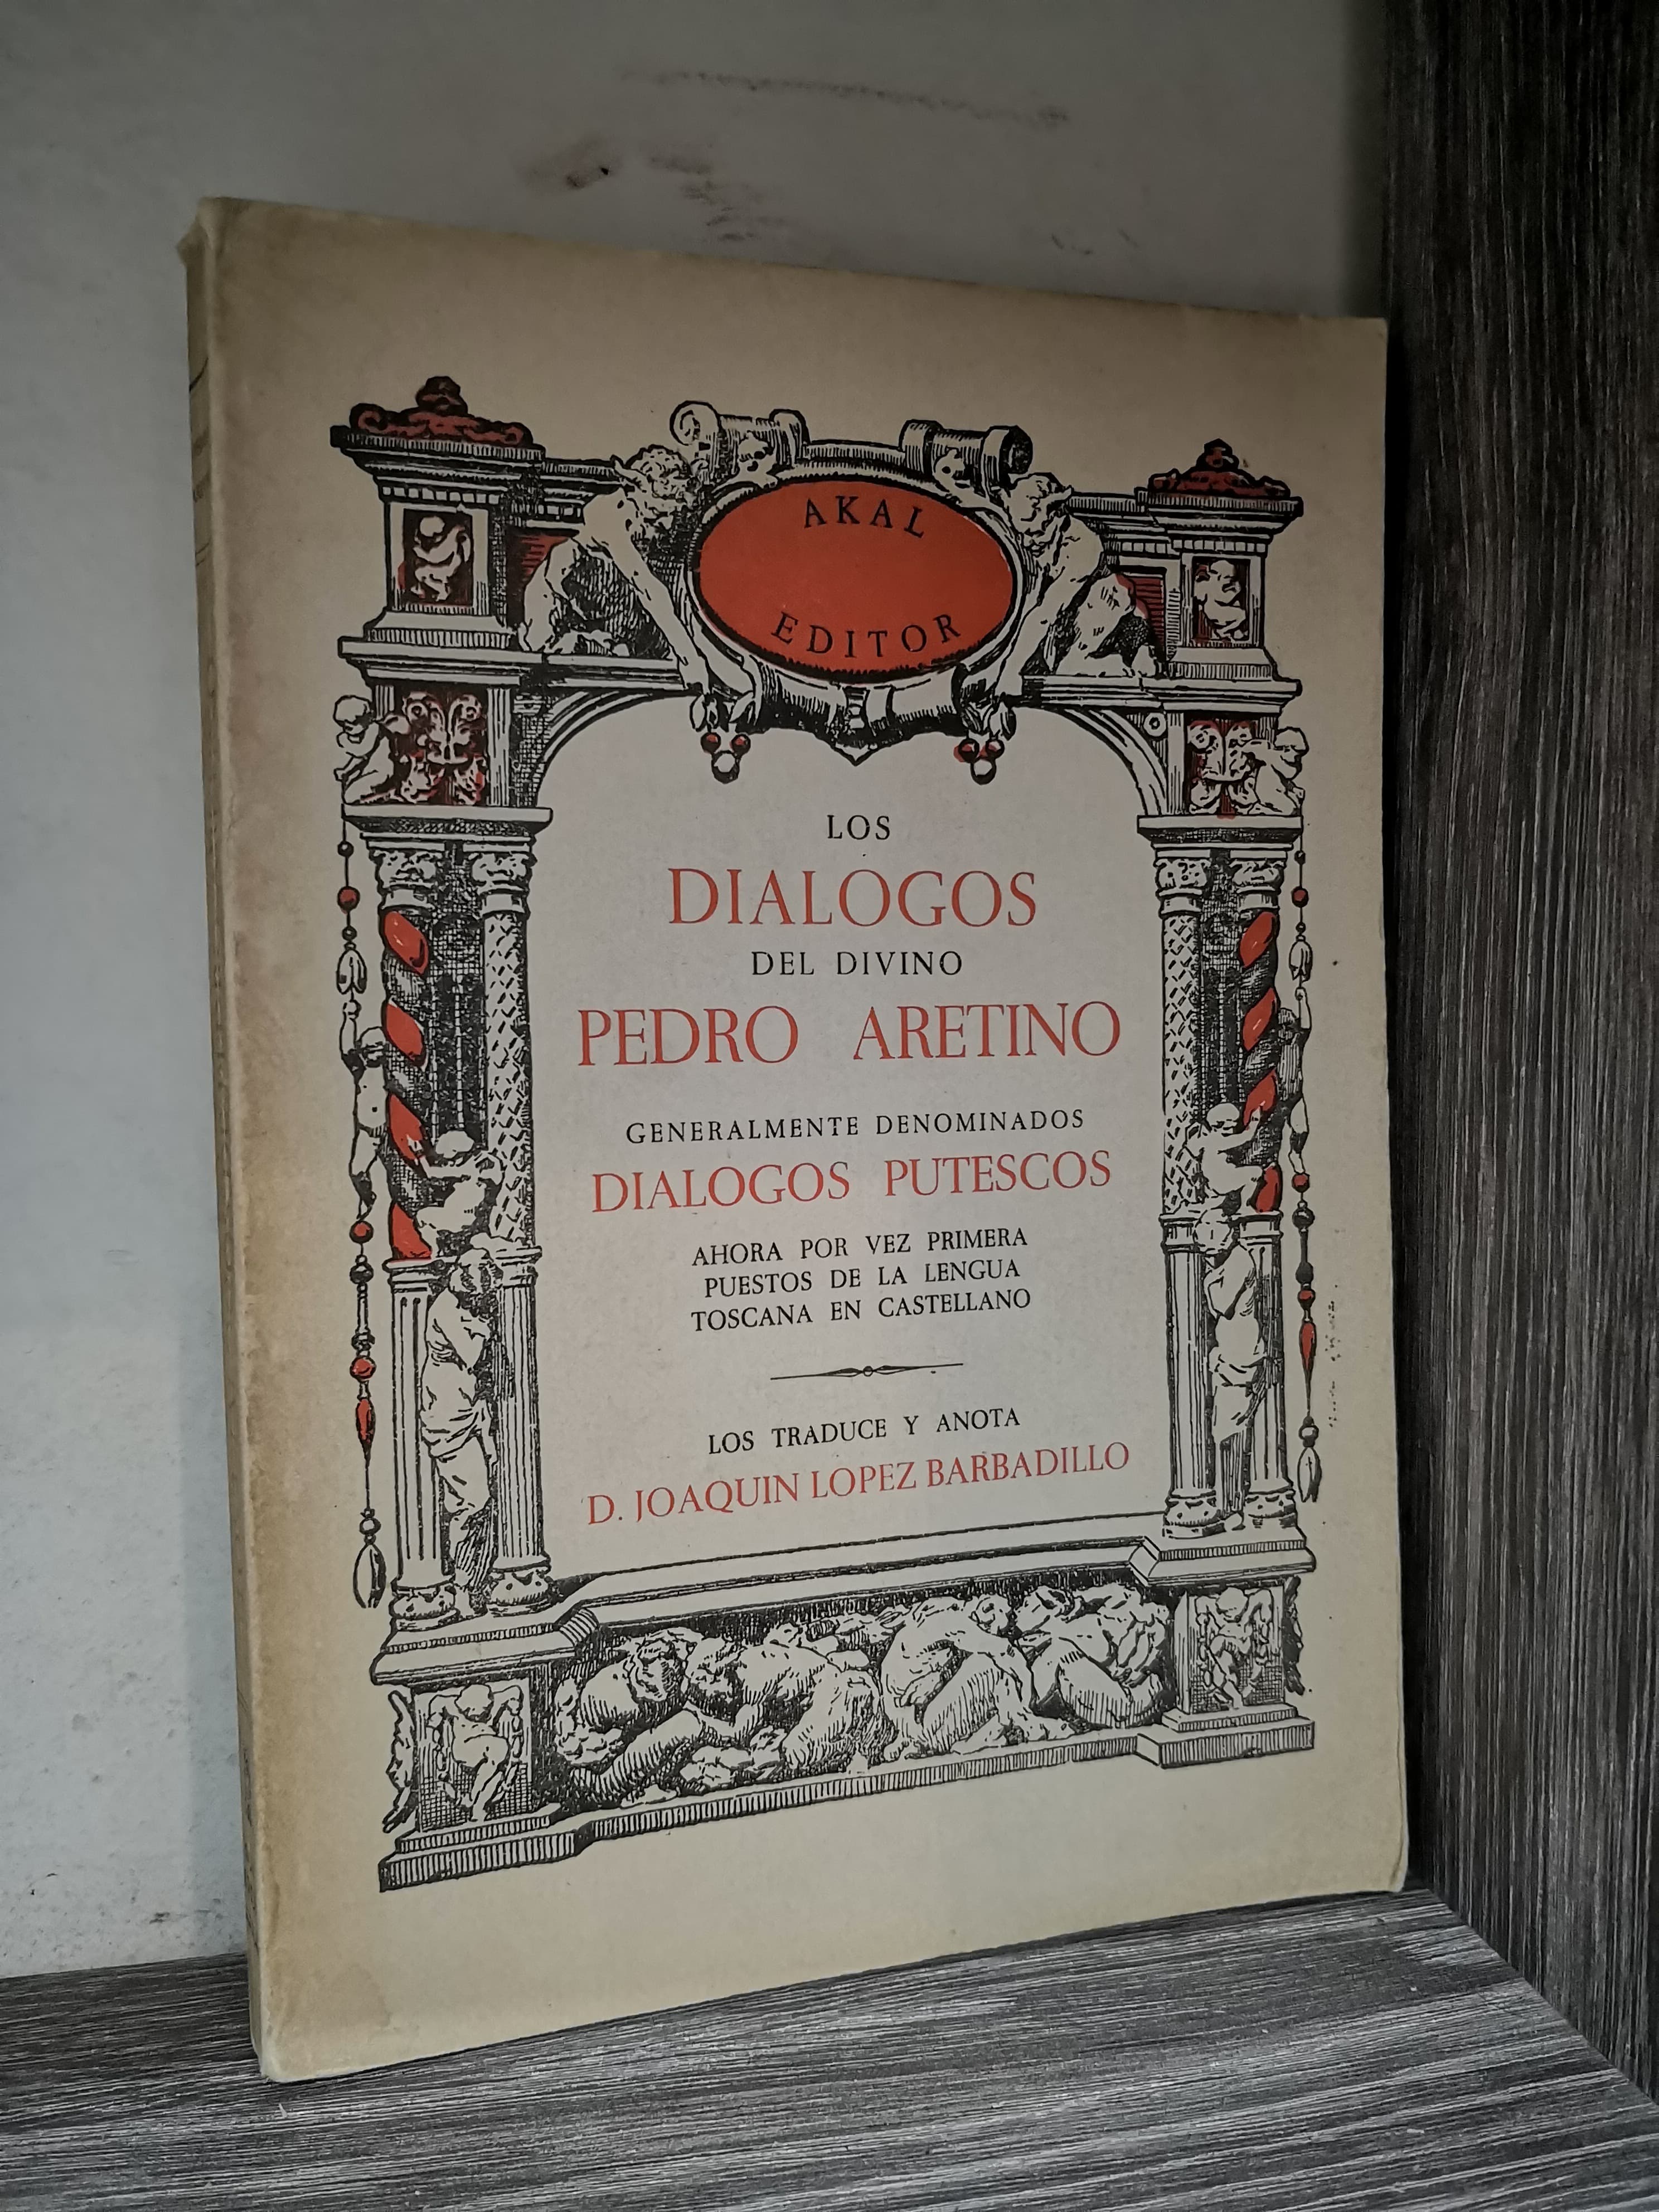 AKAL
EDITOR
LOS
DIALOGOS
DEL DIVINO
PEDRO ARETINO
GENERALMENTE DENOMINADOS
DIALOGOS PUTESCOS
AHORA POR VEZ PRIMERA
PUESTOS DE LA LENGUA
TOSCANA EN CASTELLANO
LOS TRADUCE Y ANOTA
D. JOAQUIN LOPEZ BARBADILLO